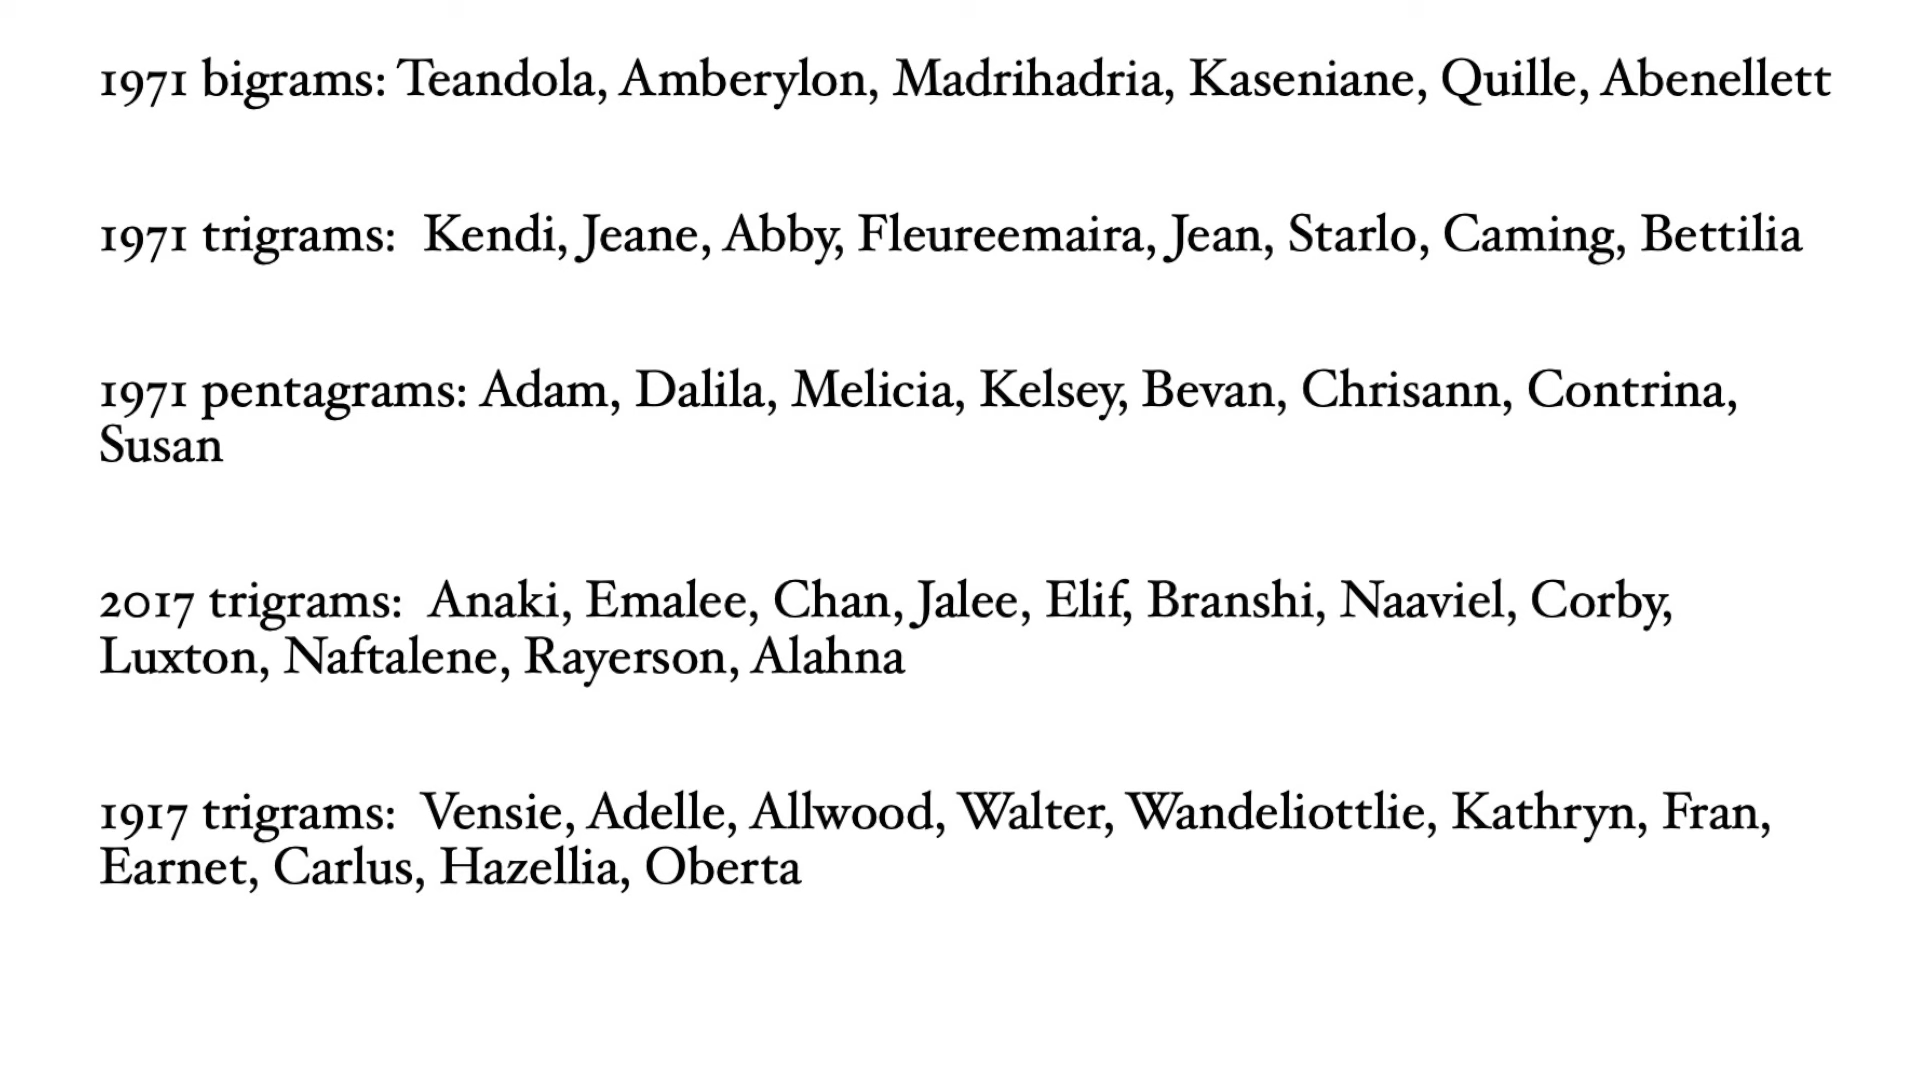 1971 bigrams: Teandola, Amberylon, Madrihadria, Kaseniane, Quille, Abenellett
1971 trigrams: Kendi, Jeane, Abby, Fleureemaira, Jean, Starlo, Caming, Bettilia
1971 pentagrams: Adam, Dalila, Melicia, Kelsey, Bevan, Chrisann, Contrina,
Susan
2017 trigrams: Anaki, Emalee, Chan, Jalee, Elif, Branshi, Naaviel, Corby,
Luxton, Naftalene, Rayerson, Alahna
1917 trigrams: Vensie, Adelle, Allwood, Walter, Wandeliottlie, Kathryn, Fran,
Earnet, Carlus, Hazellia, Oberta